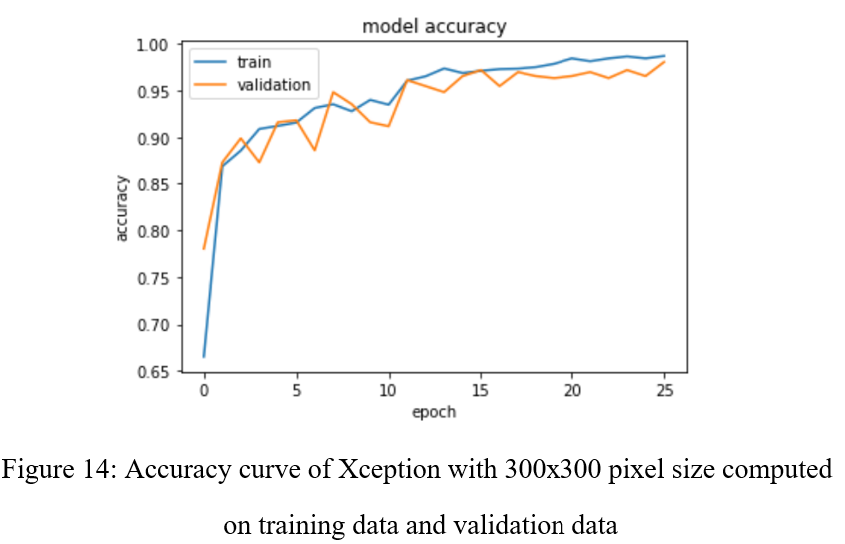 model accuracy
1.00
0.95
0.90
0.85
0.80
0.75
0.70
0.65
accuracy
train
validation
0 5 10 15 20 25
epoch
Figure 14: Accuracy curve of Xception with 300x300 pixel size computed
on training data and validation data